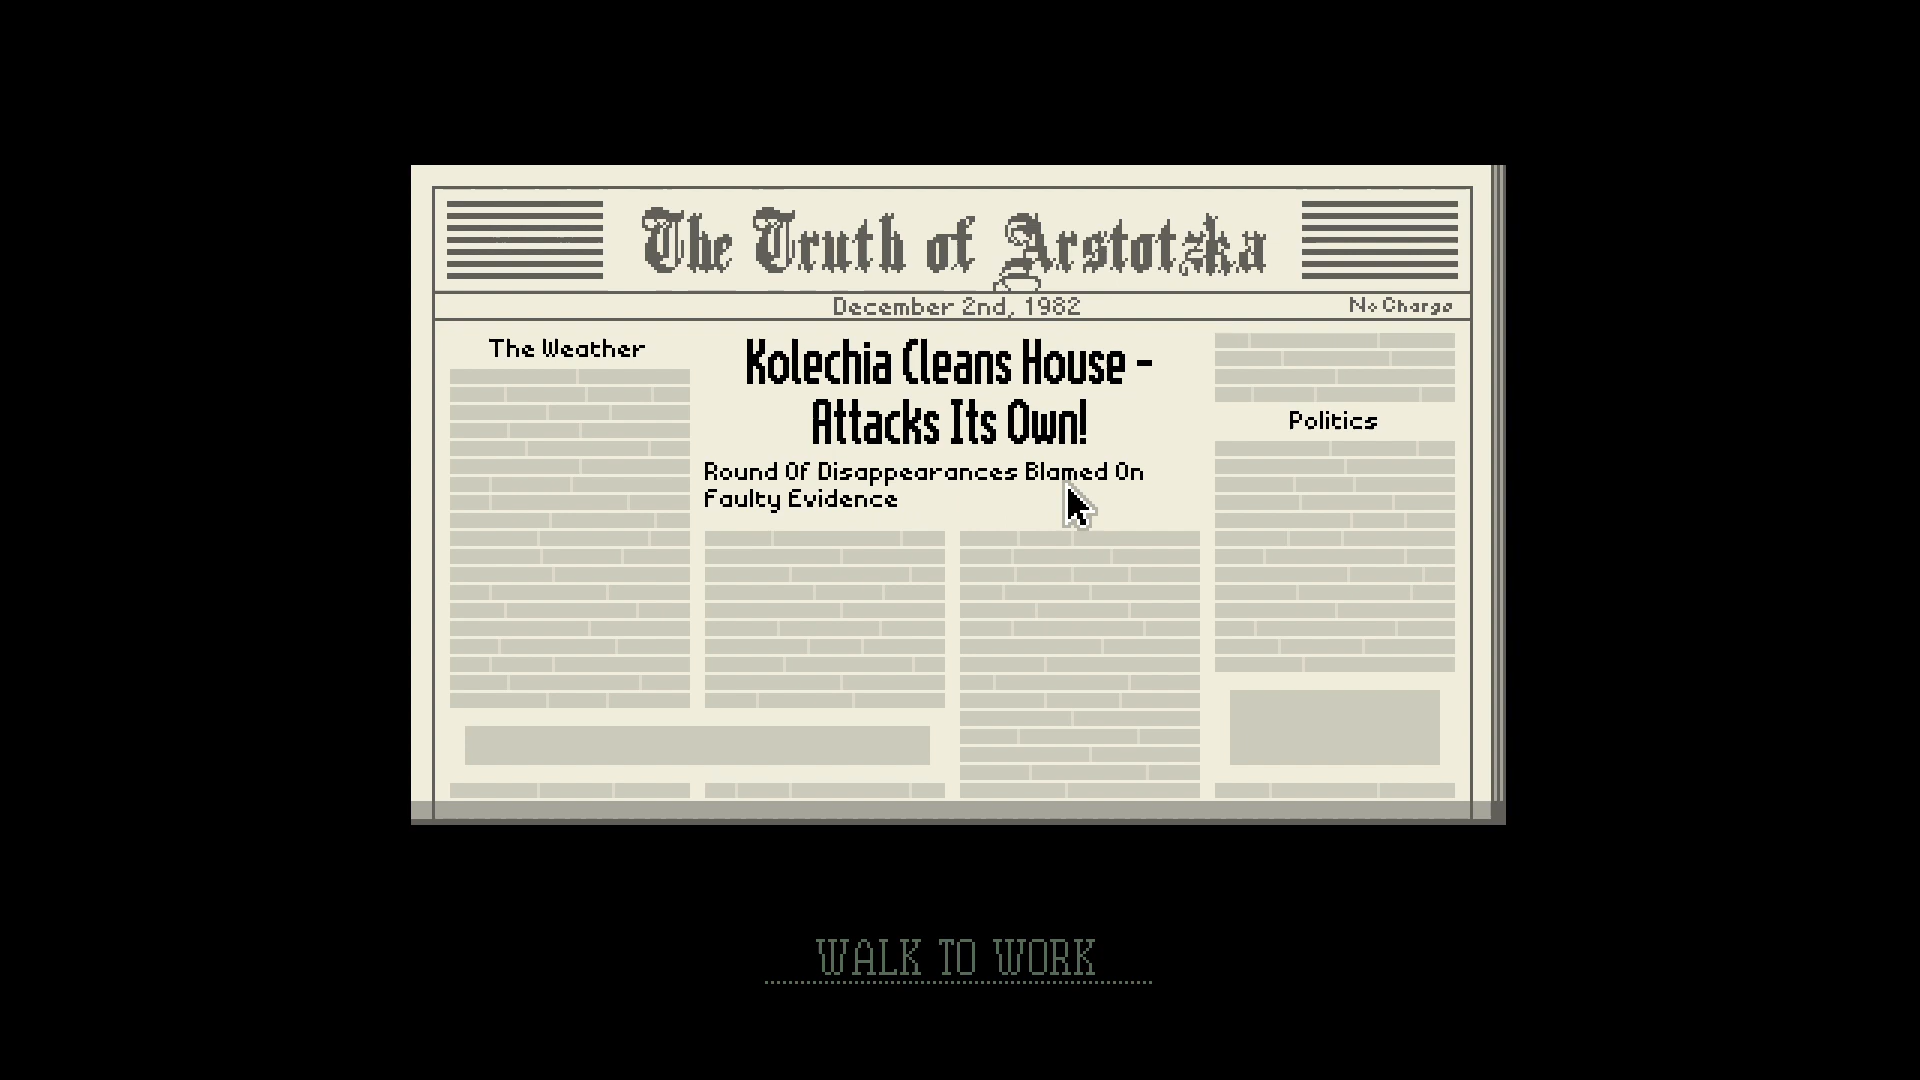 The Truth of Arstotzka
December 2nd, 1982
No Charge
The Weather
Kolechia Cleans House -
Attacks Its Own!
Round Of Disappearances Blamed On
Faulty Evidence
Politics
WALK TO WORK